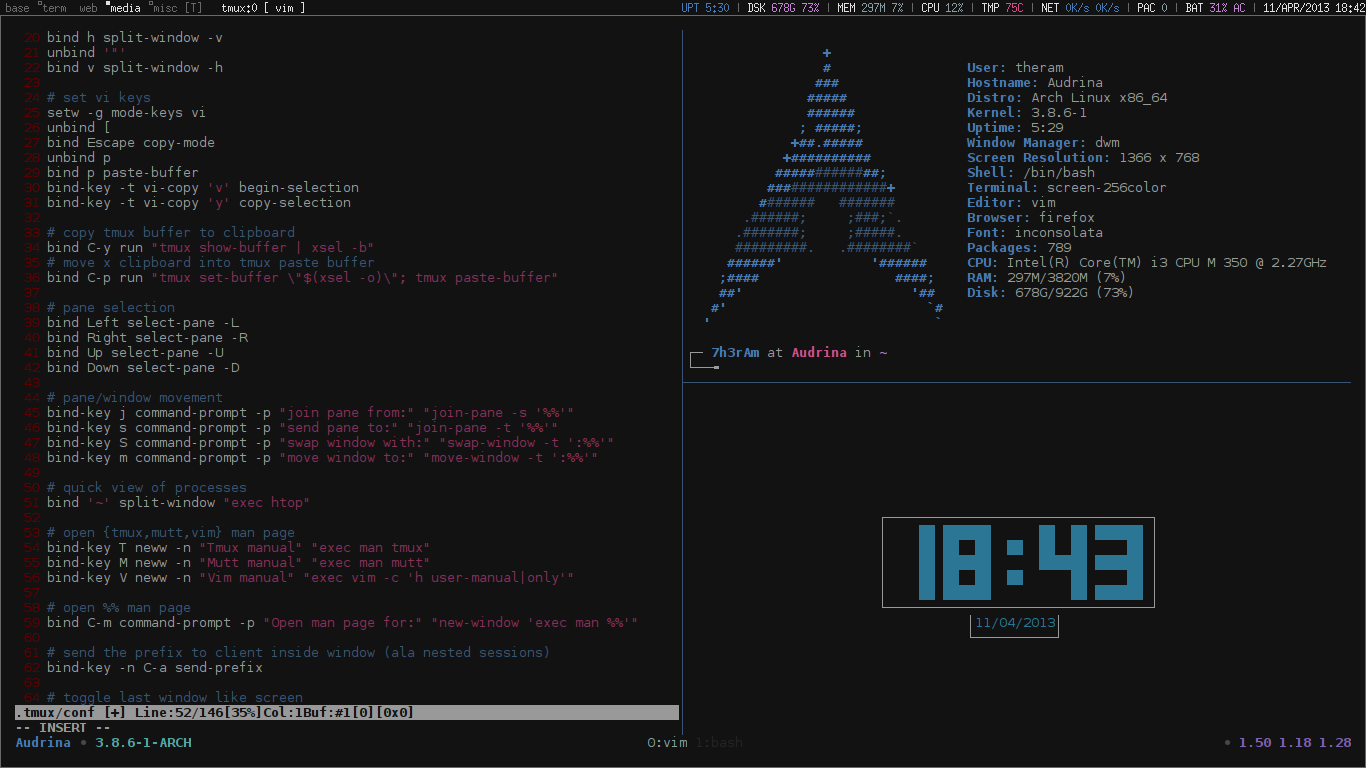 base term web media misc [T] tmux:0 [ vim ] UPT 5:30 | DSK 678G 73% | MEM 297M 7% | CPU 12% | TMP 75C | NET 0K/s 0K/s | PAC 0 | BAT 31% AC | 11/APR/2013 18:42
20 bind h split-window -v
21 unbind '"'
22 bind v split-window -h
23
24 # set vi keys
25 setw -g mode-keys vi
26 unbind [
27 bind Escape copy-mode
28 unbind p
29 bind p paste-buffer
30 bind-key -t vi-copy 'v' begin-selection
31 bind-key -t vi-copy 'y' copy-selection
32
33 # copy tmux buffer to clipboard
34 bind C-y run "tmux show-buffer | xsel -b"
35 # move x clipboard into tmux paste buffer
36 bind C-p run "tmux set-buffer \"$(xsel -o)\"; tmux paste-buffer"
37
38 # pane selection
39 bind Left select-pane -L
40 bind Right select-pane -R
41 bind Up select-pane -U
42 bind Down select-pane -D
43
44 # pane/window movement
45 bind-key j command-prompt -p "join pane from:" "join-pane -s '%%'"
46 bind-key s command-prompt -p "send pane to:" "join-pane -t '%%'"
47 bind-key S command-prompt -p "swap window with:" "swap-window -t ':%%'"
48 bind-key m command-prompt -p "move window to:" "move-window -t ':%%'"
49
50 # quick view of processes
51 bind '~' split-window "exec htop"
52
53 # open {tmux,mutt,vim} man page
54 bind-key T neww -n "Tmux manual" "exec man tmux"
55 bind-key M neww -n "Mutt manual" "exec man mutt"
56 bind-key V neww -n "Vim manual" "exec vim -c 'h user-manual|only'"
57
58 # open %% man page
59 bind C-m command-prompt -p "Open man page for:" "new-window 'exec man %%'"
60
61 # send the prefix to client inside window (ala nested sessions)
62 bind-key -n C-a send-prefix
63
64 # toggle last window like screen
.tmux/conf [+] Line:52/146[35%]Col:1Buf:#1[0][0x0]
-- INSERT --
User: theram
Hostname: Audrina
Distro: Arch Linux x86_64
Kernel: 3.8.6-1
Uptime: 5:29
Window Manager: dwm
Screen Resolution: 1366 x 768
Shell: /bin/bash
Terminal: screen-256color
Editor: vim
Browser: firefox
Font: inconsolata
Packages: 789
CPU: Intel(R) Core(TM) i3 CPU M 350 @ 2.27GHz
RAM: 297M/3820M (7%)
Disk: 678G/922G (73%)
7h3rAm at Audrina in ~
18:43
11/04/2013
Audrina • 3.8.6-1-ARCH 0:vim 1:bash • 1.50 1.18 1.28